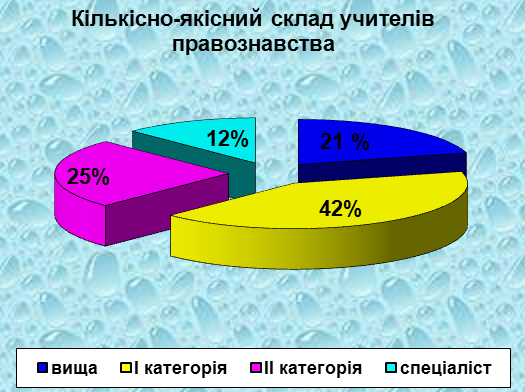 Кількісно-якісний склад учителів
правознавства
12%
21 %
25%
42%
вища І категорія ІІ категорія спеціаліст